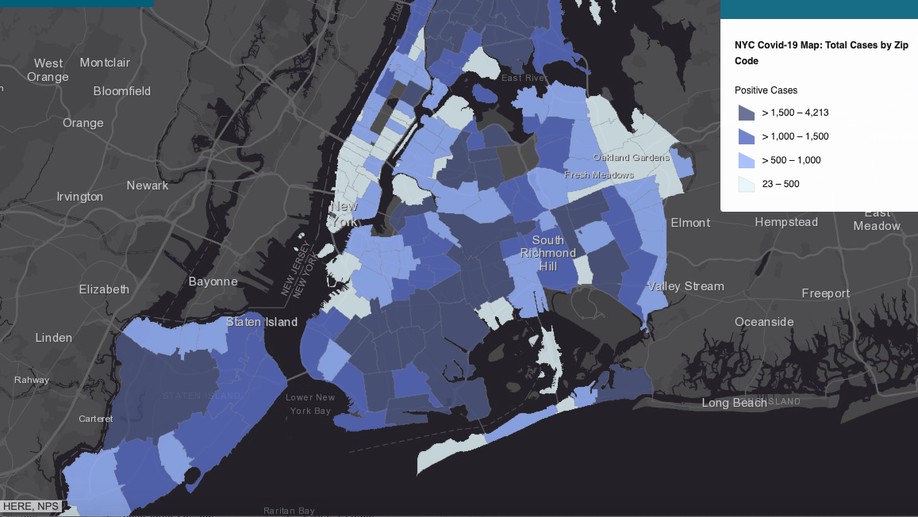 NYC Covid-19 Map: Total Cases by Zip
Code
Positive Cases
> 1,500 – 4,213
> 1,000 – 1,500
> 500 – 1,000
23 – 500
West
Orange
Montclair
Bloomfield
Orange
Irvington
Newark
Elizabeth
Bayonne
Linden
Rahway
Carteret
Staten Island
STATEN ISLAND
NEW JERSEY
NEW YORK
New
York
East River
Oakland Gardens
Fresh Meadows
South
Richmond
Hill
Elmont
Hempstead
East
Meadow
Valley Stream
Freeport
Oceanside
Long Beach
ISLAND
Lower New
York Bay
Raritan Bay
HERE, NPS